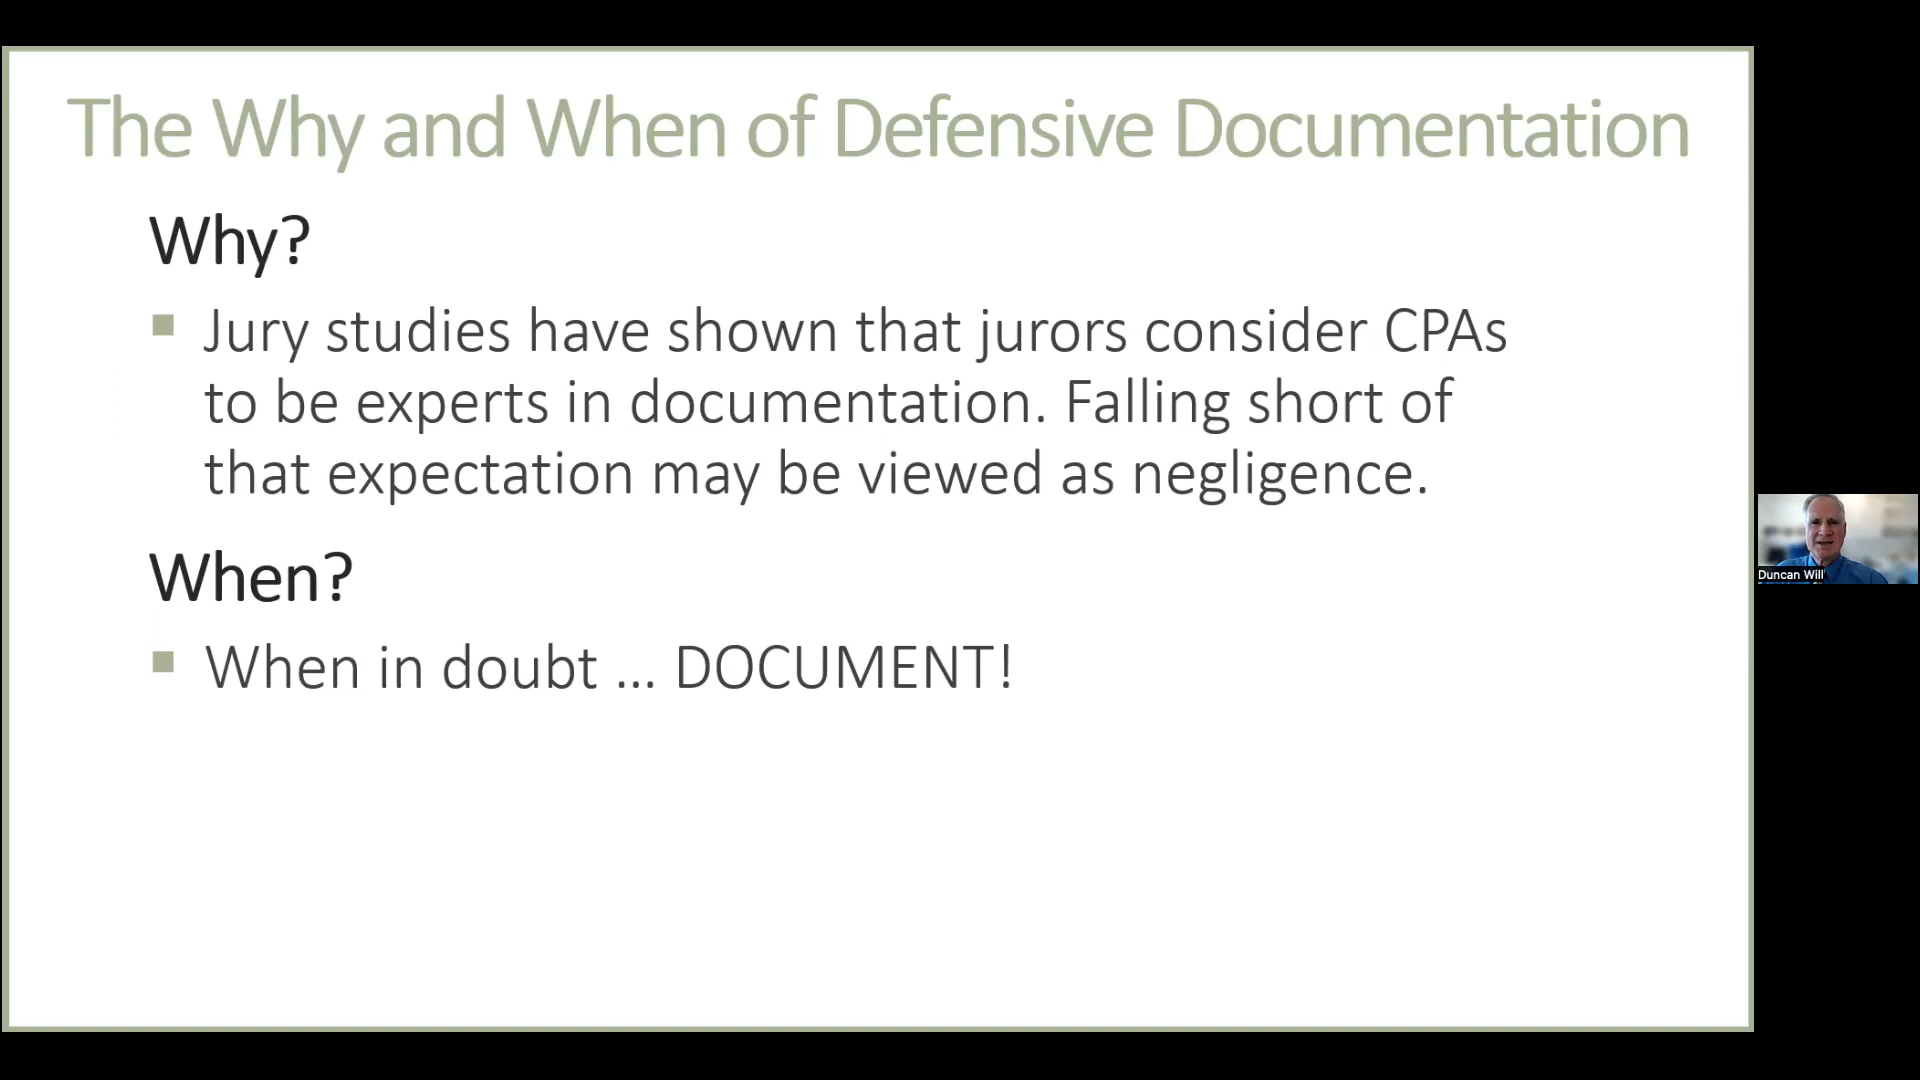 The Why and When of Defensive Documentation
Why?
Jury studies have shown that jurors consider CPAs
to be experts in documentation. Falling short of
that expectation may be viewed as negligence.
When?
When in doubt ... DOCUMENT!
Duncan Will